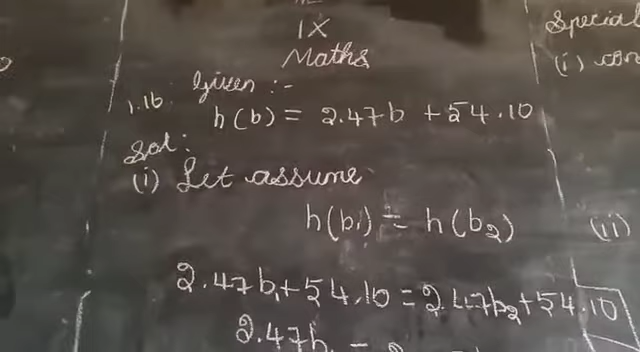 IX
Maths
1.16. Given :-
h(b) = 2.47b + 54.10
Sol:
(i) Let assume
h(b₁) = h(b₂)
2.47b₁ + 54.10 = 2.47b₂ + 54.10
2.47b₁ =
Special
(i)
(ii)